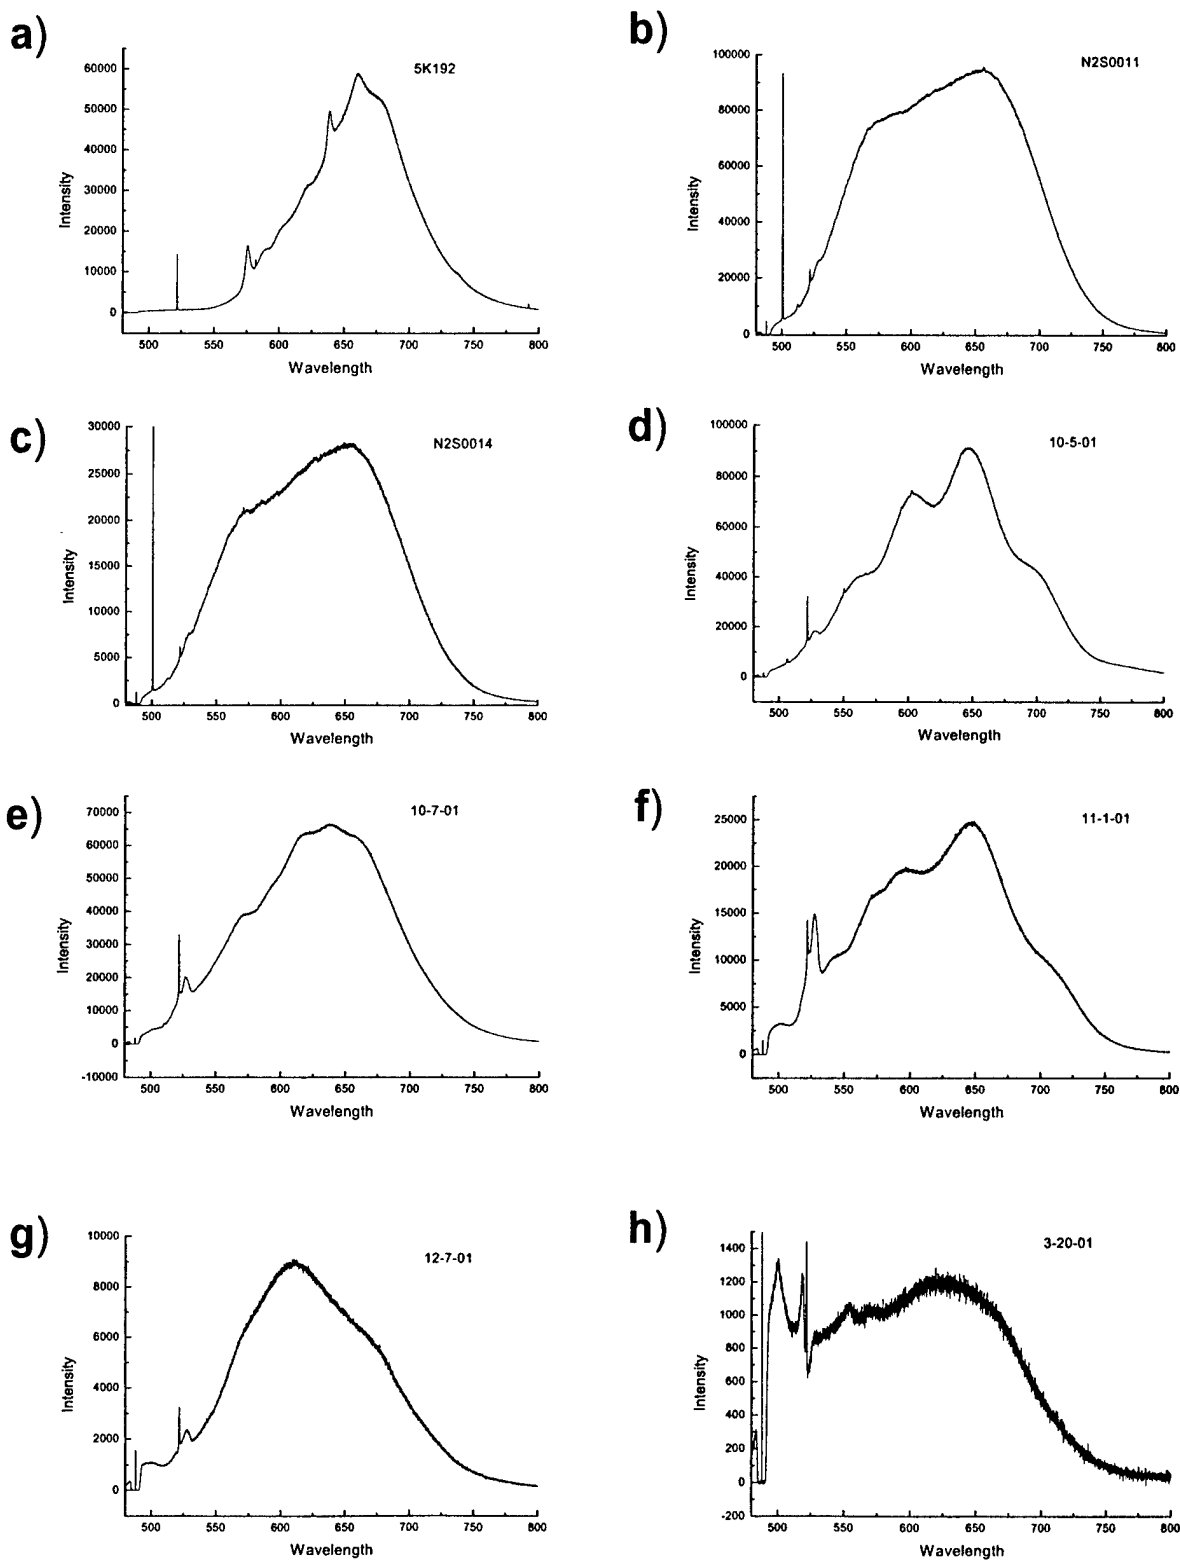 a)
5K192
60000
50000
40000
30000
20000
10000
0
Intensity
500 550 600 650 700 750 800
Wavelength
b)
N2S0011
100000
80000
60000
40000
20000
0
Intensity
500 550 600 650 700 750 800
Wavelength
c)
N2S0014
30000
25000
20000
15000
10000
5000
0
Intensity
500 550 600 650 700 750 800
Wavelength
d)
10-5-01
100000
80000
60000
40000
20000
0
Intensity
500 550 600 650 700 750 800
Wavelength
e)
10-7-01
70000
60000
50000
40000
30000
20000
10000
0
-10000
Intensity
500 550 600 650 700 750 800
Wavelength
f)
11-1-01
25000
20000
15000
10000
5000
0
Intensity
500 550 600 650 700 750 800
Wavelength
g)
12-7-01
10000
8000
6000
4000
2000
0
Intensity
500 550 600 650 700 750 800
Wavelength
h)
3-20-01
1400
1200
1000
800
600
400
200
0
-200
Intensity
500 550 600 650 700 750 800
Wavelength